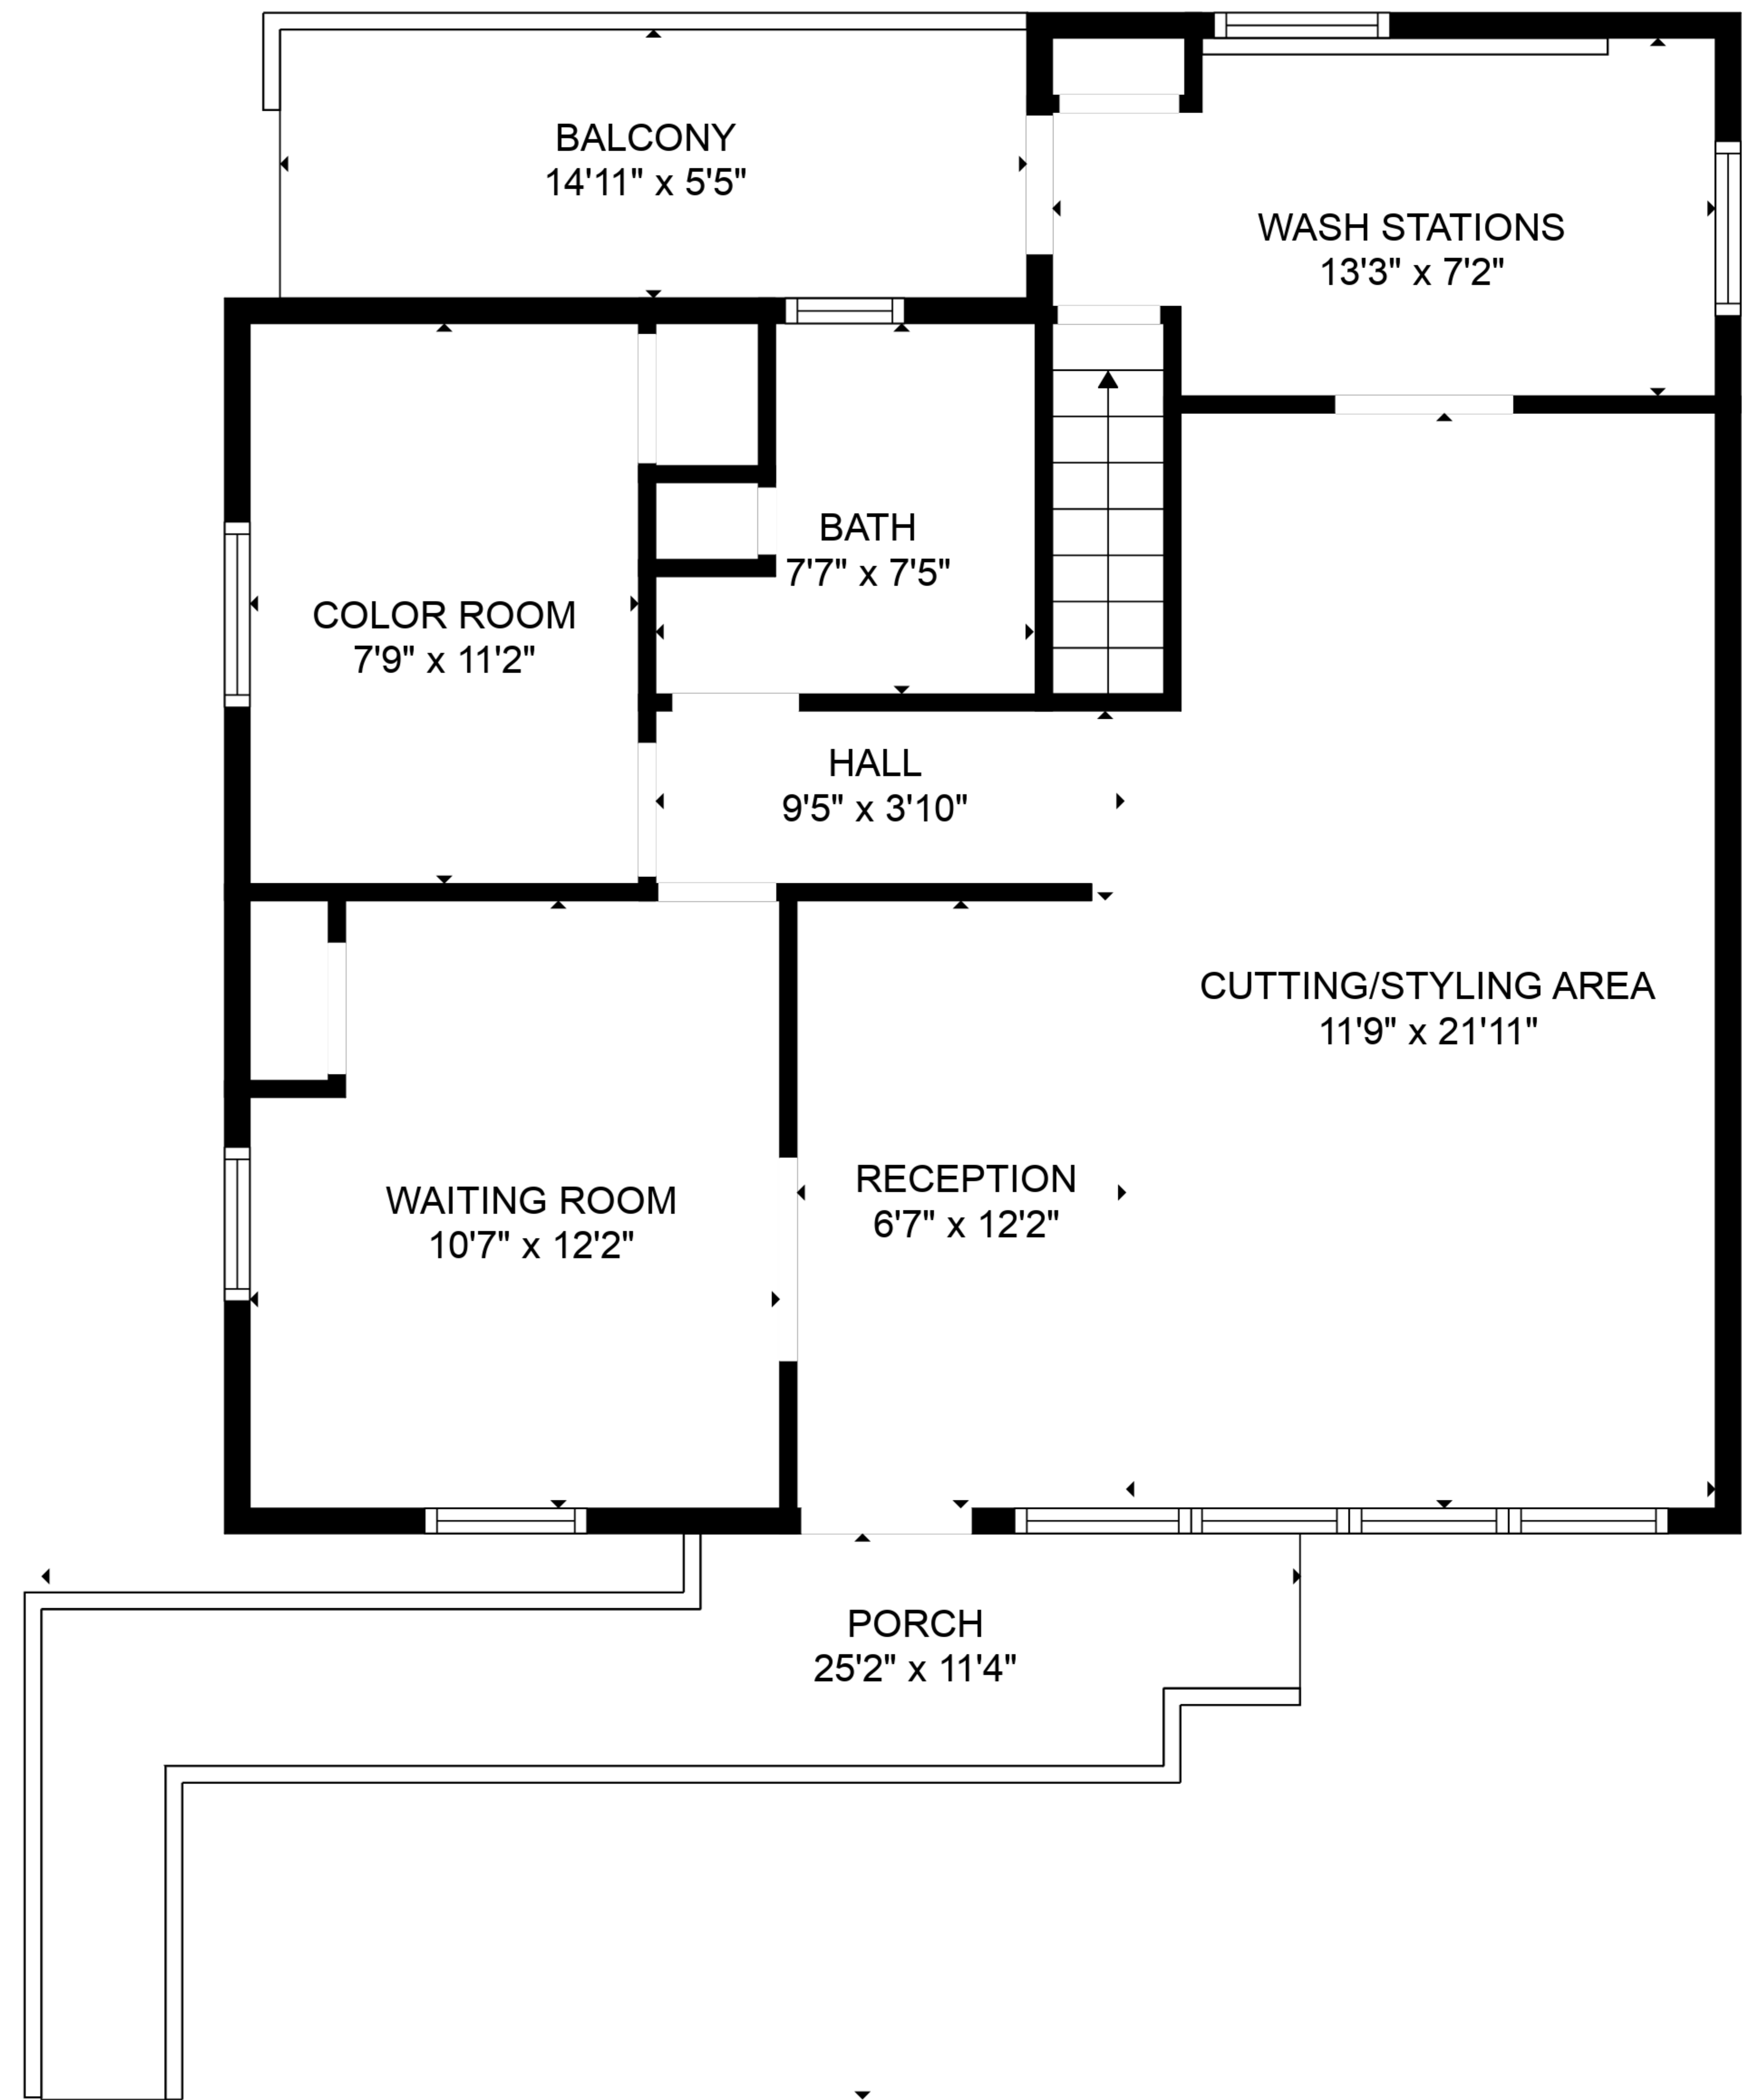 BALCONY
14'11" x 5'5"
WASH STATIONS
13'3" x 7'2"
BATH
7'7" x 7'5"
COLOR ROOM
7'9" x 11'2"
HALL
9'5" x 3'10"
CUTTING/STYLING AREA
11'9" x 21'11"
WAITING ROOM
10'7" x 12'2"
RECEPTION
6'7" x 12'2"
PORCH
25'2" x 11'4"